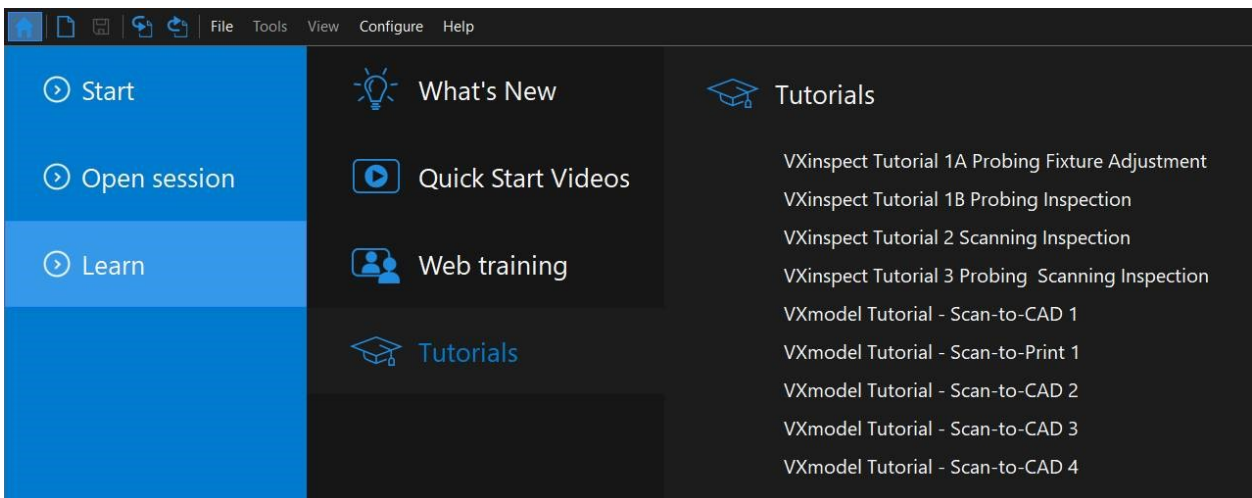 File Tools View Configure Help
Start
Open session
Learn
What's New
Quick Start Videos
Web training
Tutorials
Tutorials
VXinspect Tutorial 1A Probing Fixture Adjustment
VXinspect Tutorial 1B Probing Inspection
VXinspect Tutorial 2 Scanning Inspection
VXinspect Tutorial 3 Probing  Scanning Inspection
VXmodel Tutorial - Scan-to-CAD 1
VXmodel Tutorial - Scan-to-Print 1
VXmodel Tutorial - Scan-to-CAD 2
VXmodel Tutorial - Scan-to-CAD 3
VXmodel Tutorial - Scan-to-CAD 4